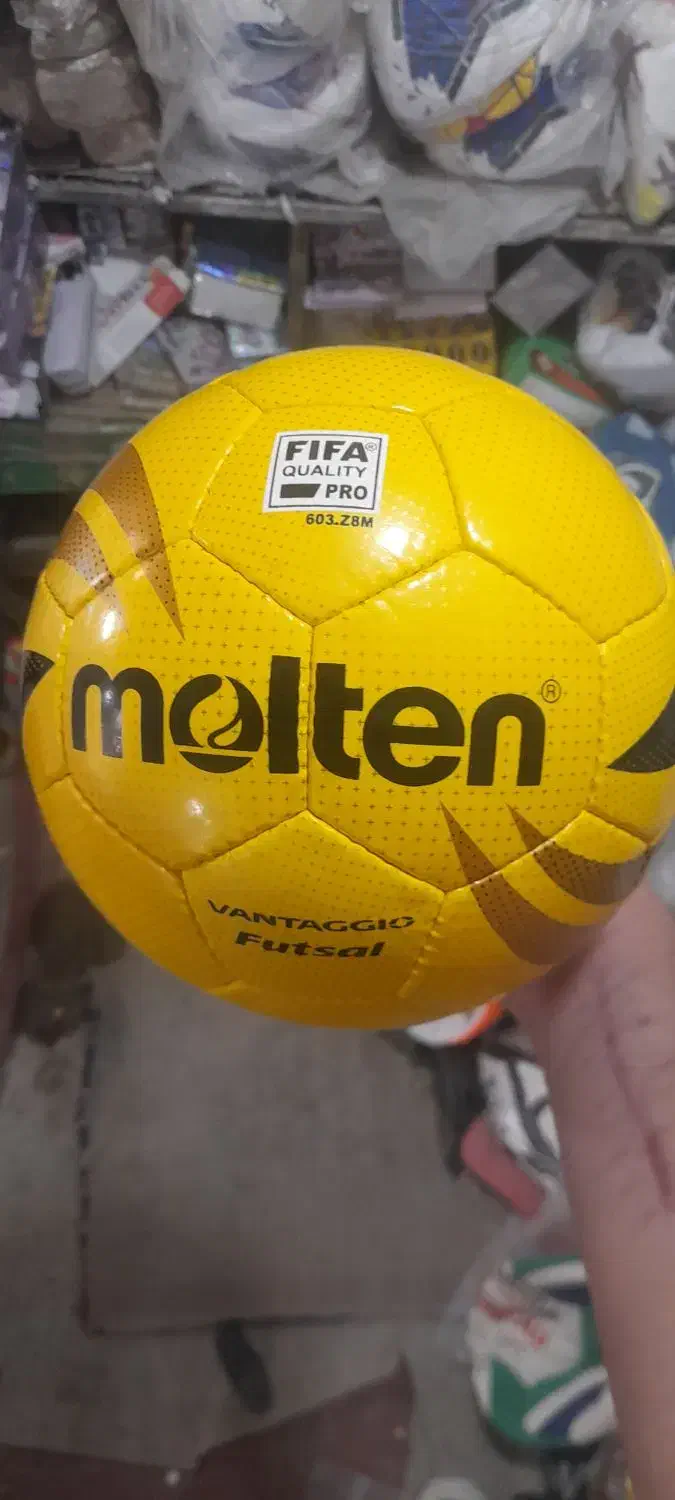 FIFA®
QUALITY
PRO
603.Z8M
molten®
VANTAGGIO
Futsal